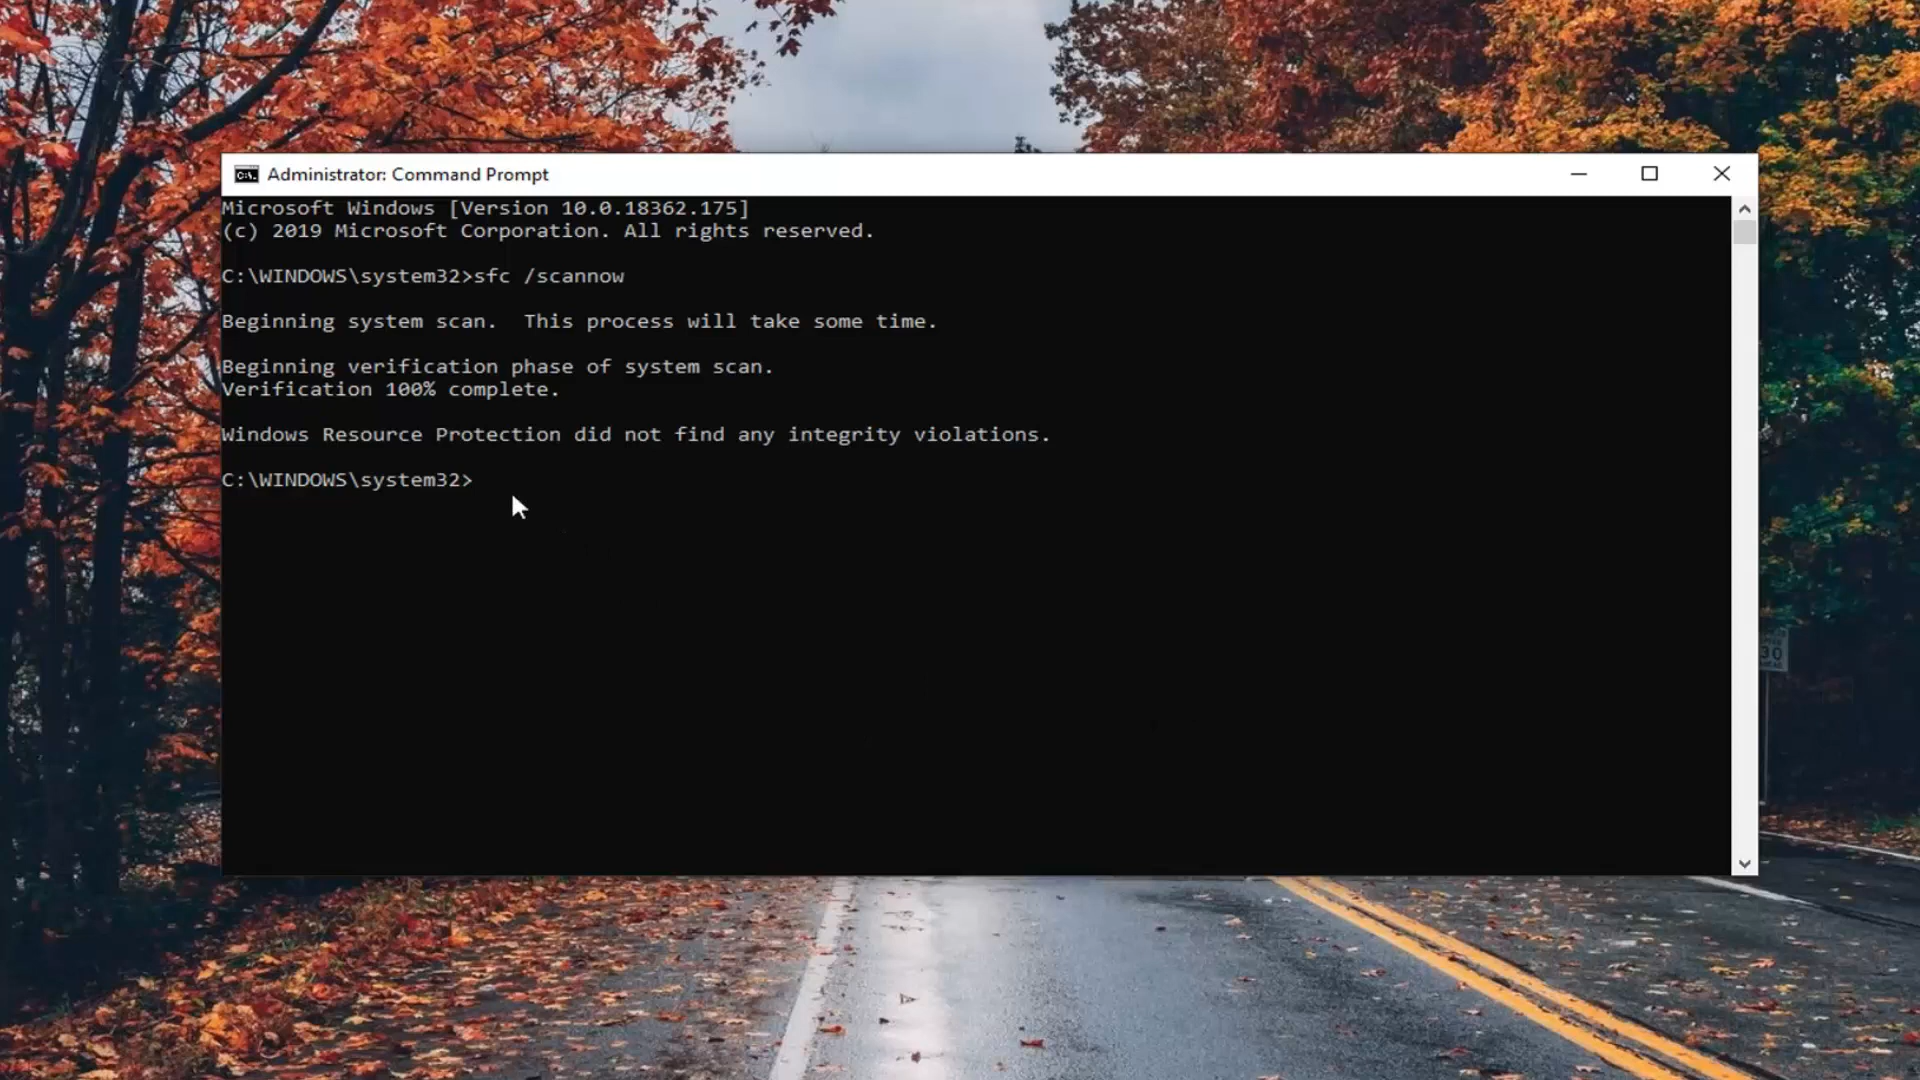 Administrator: Command Prompt
Microsoft Windows [Version 10.0.18362.175]
(c) 2019 Microsoft Corporation. All rights reserved.
C:\WINDOWS\system32>sfc /scannow
Beginning system scan.  This process will take some time.
Beginning verification phase of system scan.
Verification 100% complete.
Windows Resource Protection did not find any integrity violations.
C:\WINDOWS\system32>
30